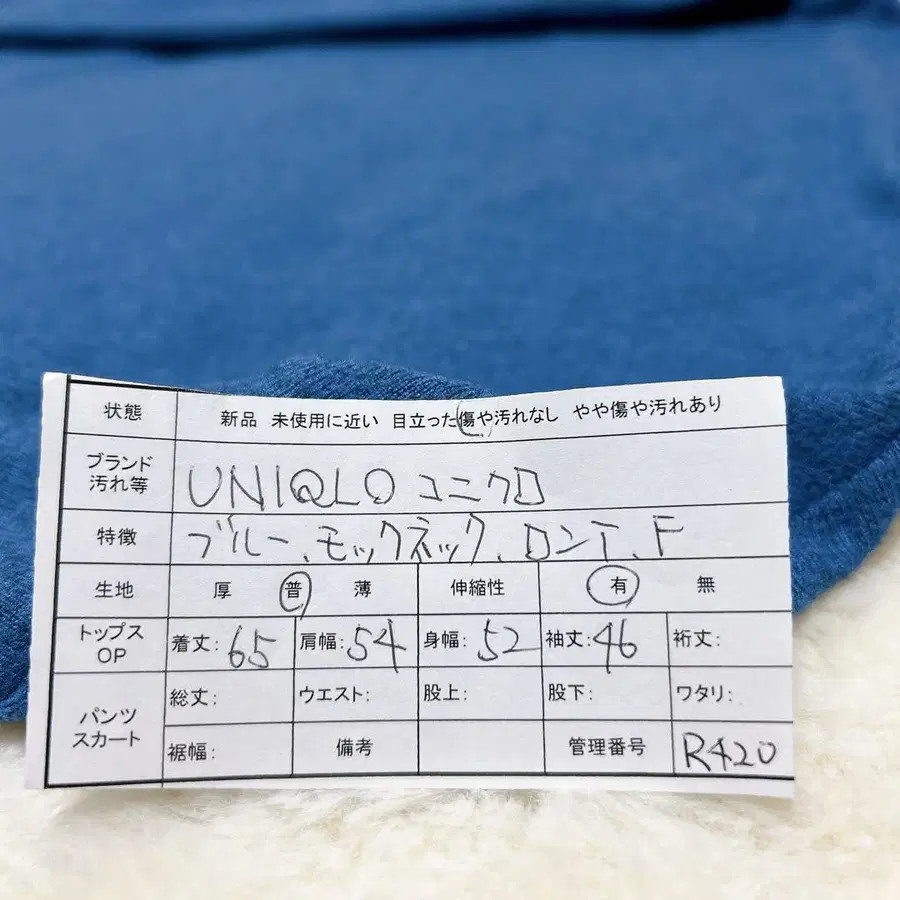 状態 新品 未使用に近い 目立った傷や汚れなし やや傷や汚れあり
ブランド
汚れ等
UNIQLO ユニクロ
特徴 ブルー、モックネック、ロンT、F
生地 厚 普 薄 伸縮性 有 無
トップス
OP
着丈: 65 肩幅: 54 身幅: 52 袖丈: 46 裄丈:
パンツ
スカート
総丈: ウエスト: 股上: 股下: ワタリ:
裾幅: 備考 管理番号 R420